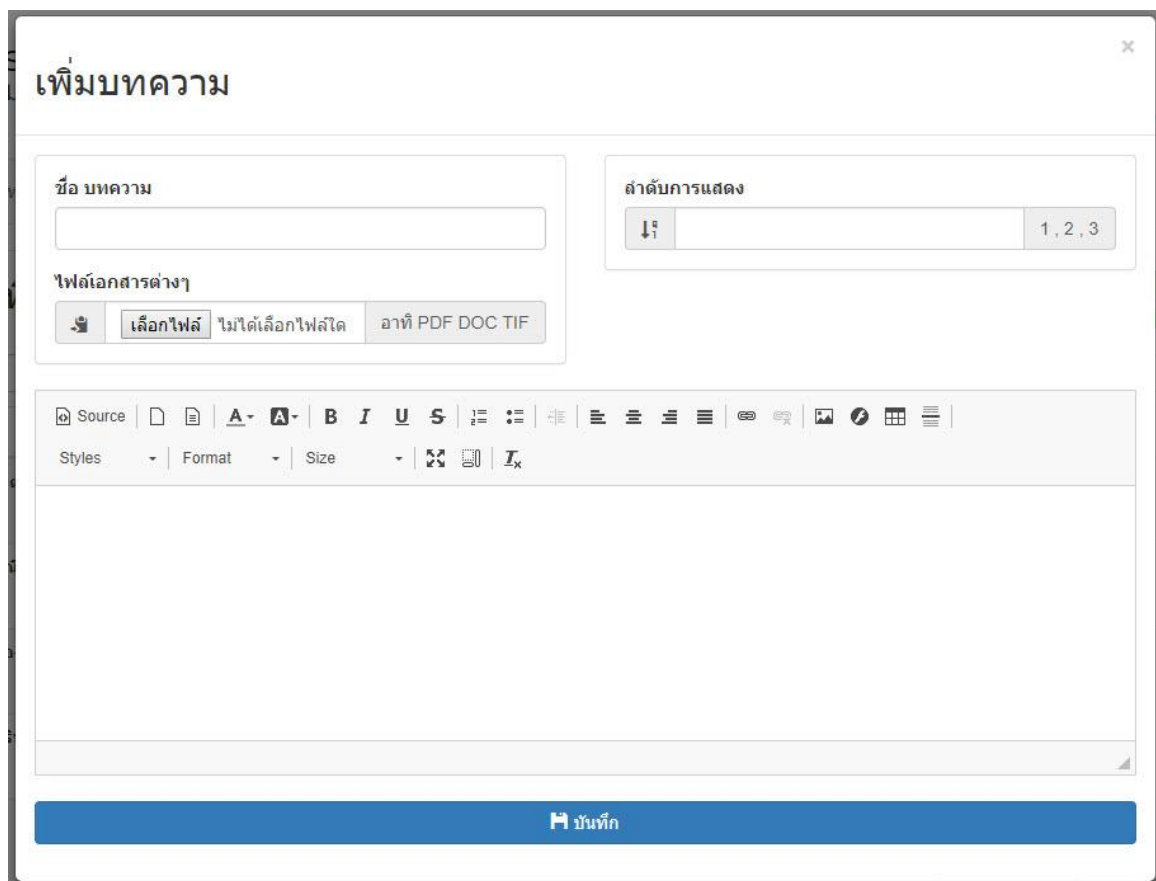 ×
เพิ่มบทความ
ชื่อ บทความ
ลำดับการแสดง
1 , 2 , 3
ไฟล์เอกสารต่างๆ
เลือกไฟล์ ไม่ได้เลือกไฟล์ใด อาทิ PDF DOC TIF
Source A A B I U S
Styles Format Size Tx
บันทึก